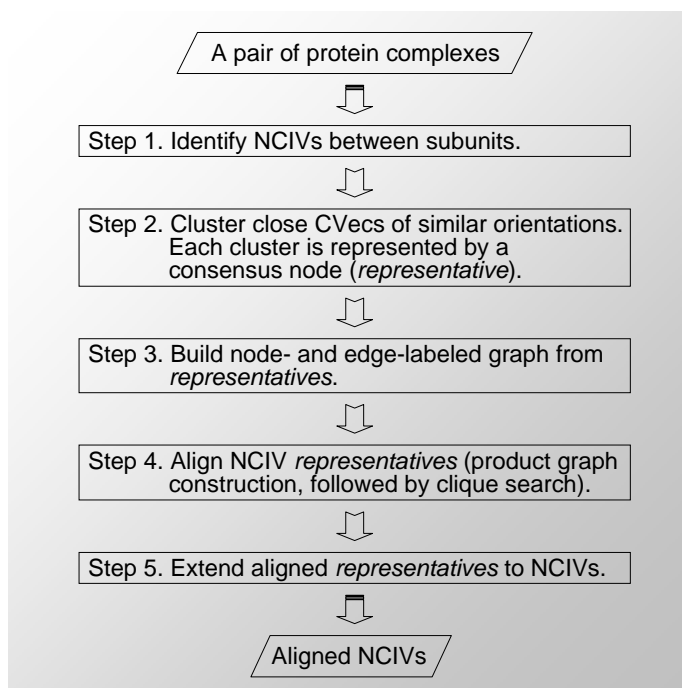 A pair of protein complexes
Step 1. Identify NCIVs between subunits.
Step 2. Cluster close CVecs of similar orientations.
Each cluster is represented by a
consensus node (representative).
Step 3. Build node- and edge-labeled graph from
representatives.
Step 4. Align NCIV representatives (product graph
construction, followed by clique search).
Step 5. Extend aligned representatives to NCIVs.
Aligned NCIVs